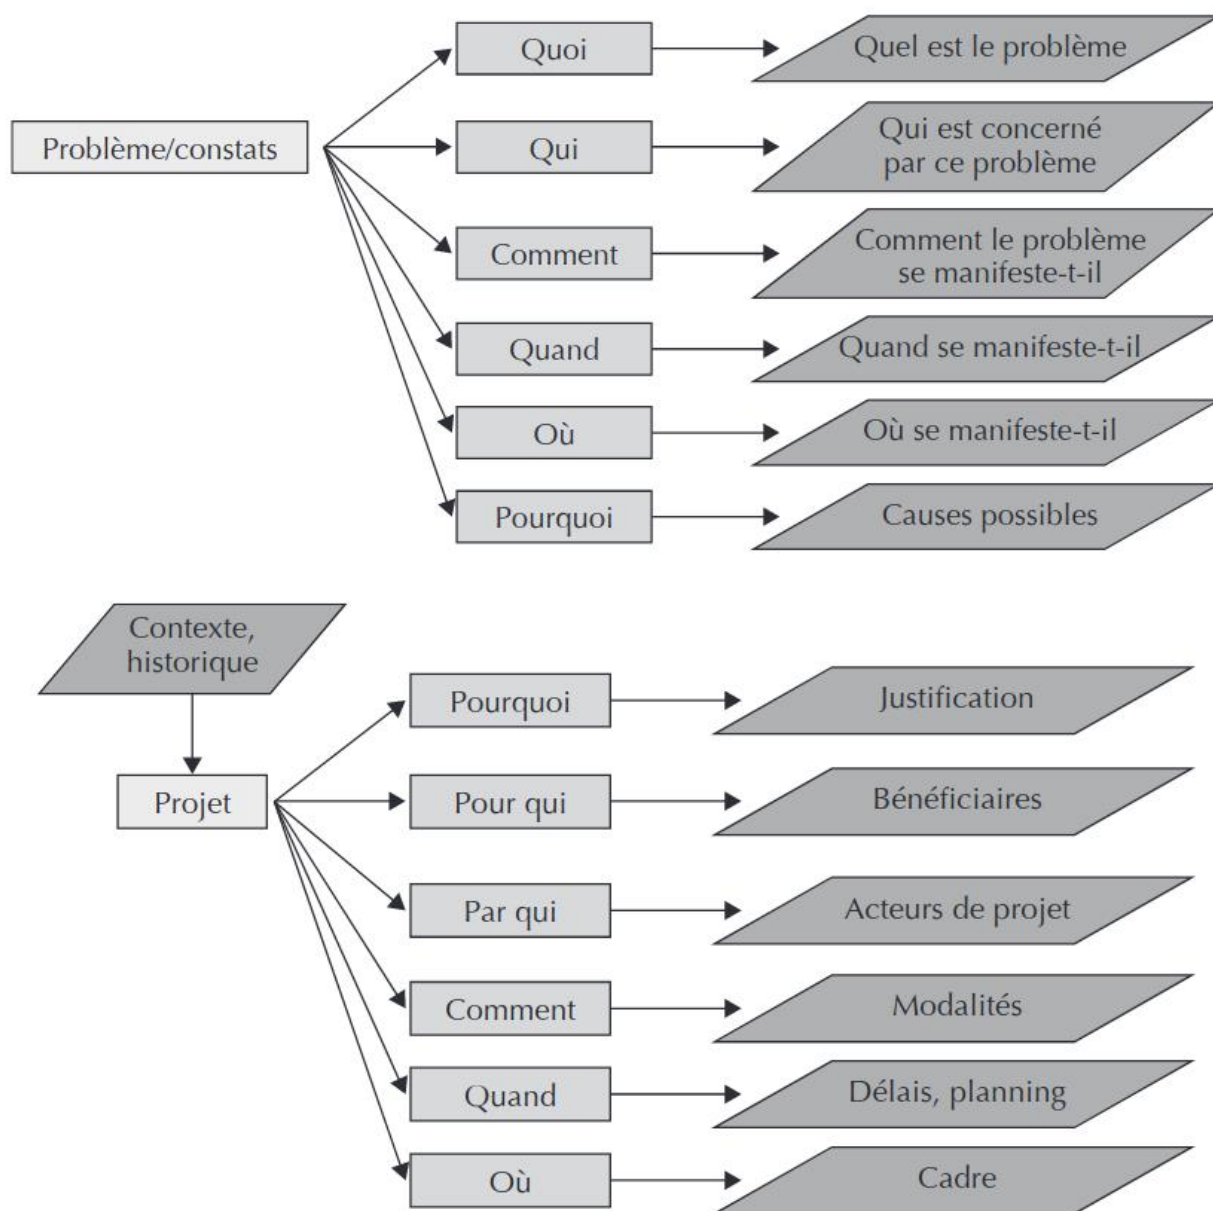 Quoi
Quel est le problème
Problème/constats
Qui
Qui est concerné
par ce problème
Comment
Comment le problème
se manifeste-t-il
Quand
Quand se manifeste-t-il
Où
Où se manifeste-t-il
Pourquoi
Causes possibles
Contexte,
historique
Pourquoi
Justification
Projet
Pour qui
Bénéficiaires
Par qui
Acteurs de projet
Comment
Modalités
Quand
Délais, planning
Où
Cadre